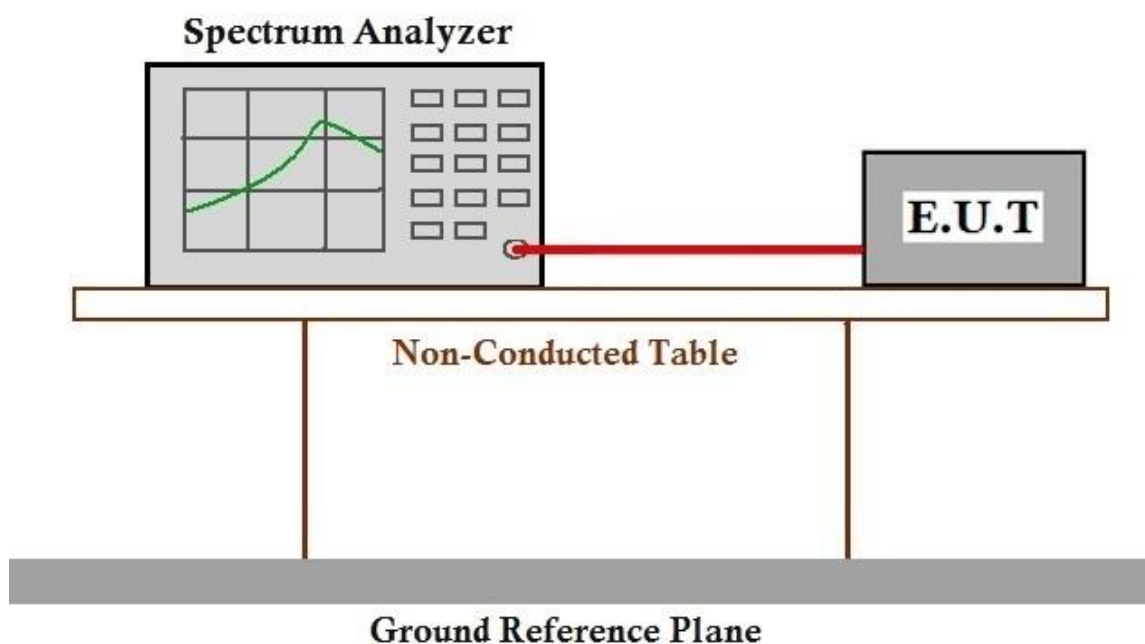 Spectrum Analyzer
E.U.T
Non-Conducted Table
Ground Reference Plane